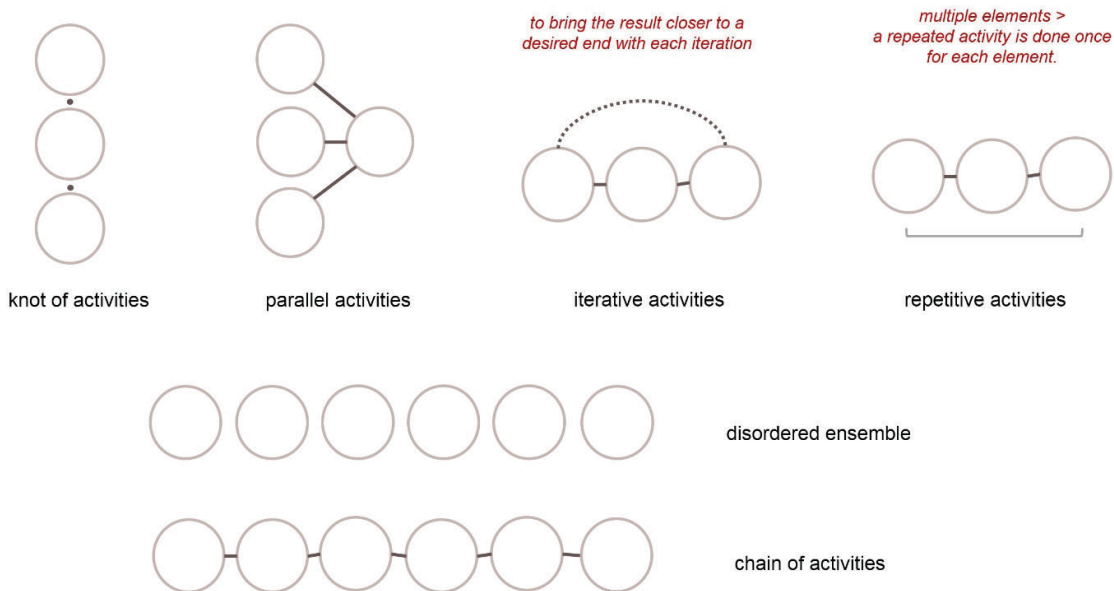 to bring the result closer to a
desired end with each iteration
multiple elements >
a repeated activity is done once
for each element.
knot of activities
parallel activities
iterative activities
repetitive activities
disordered ensemble
chain of activities